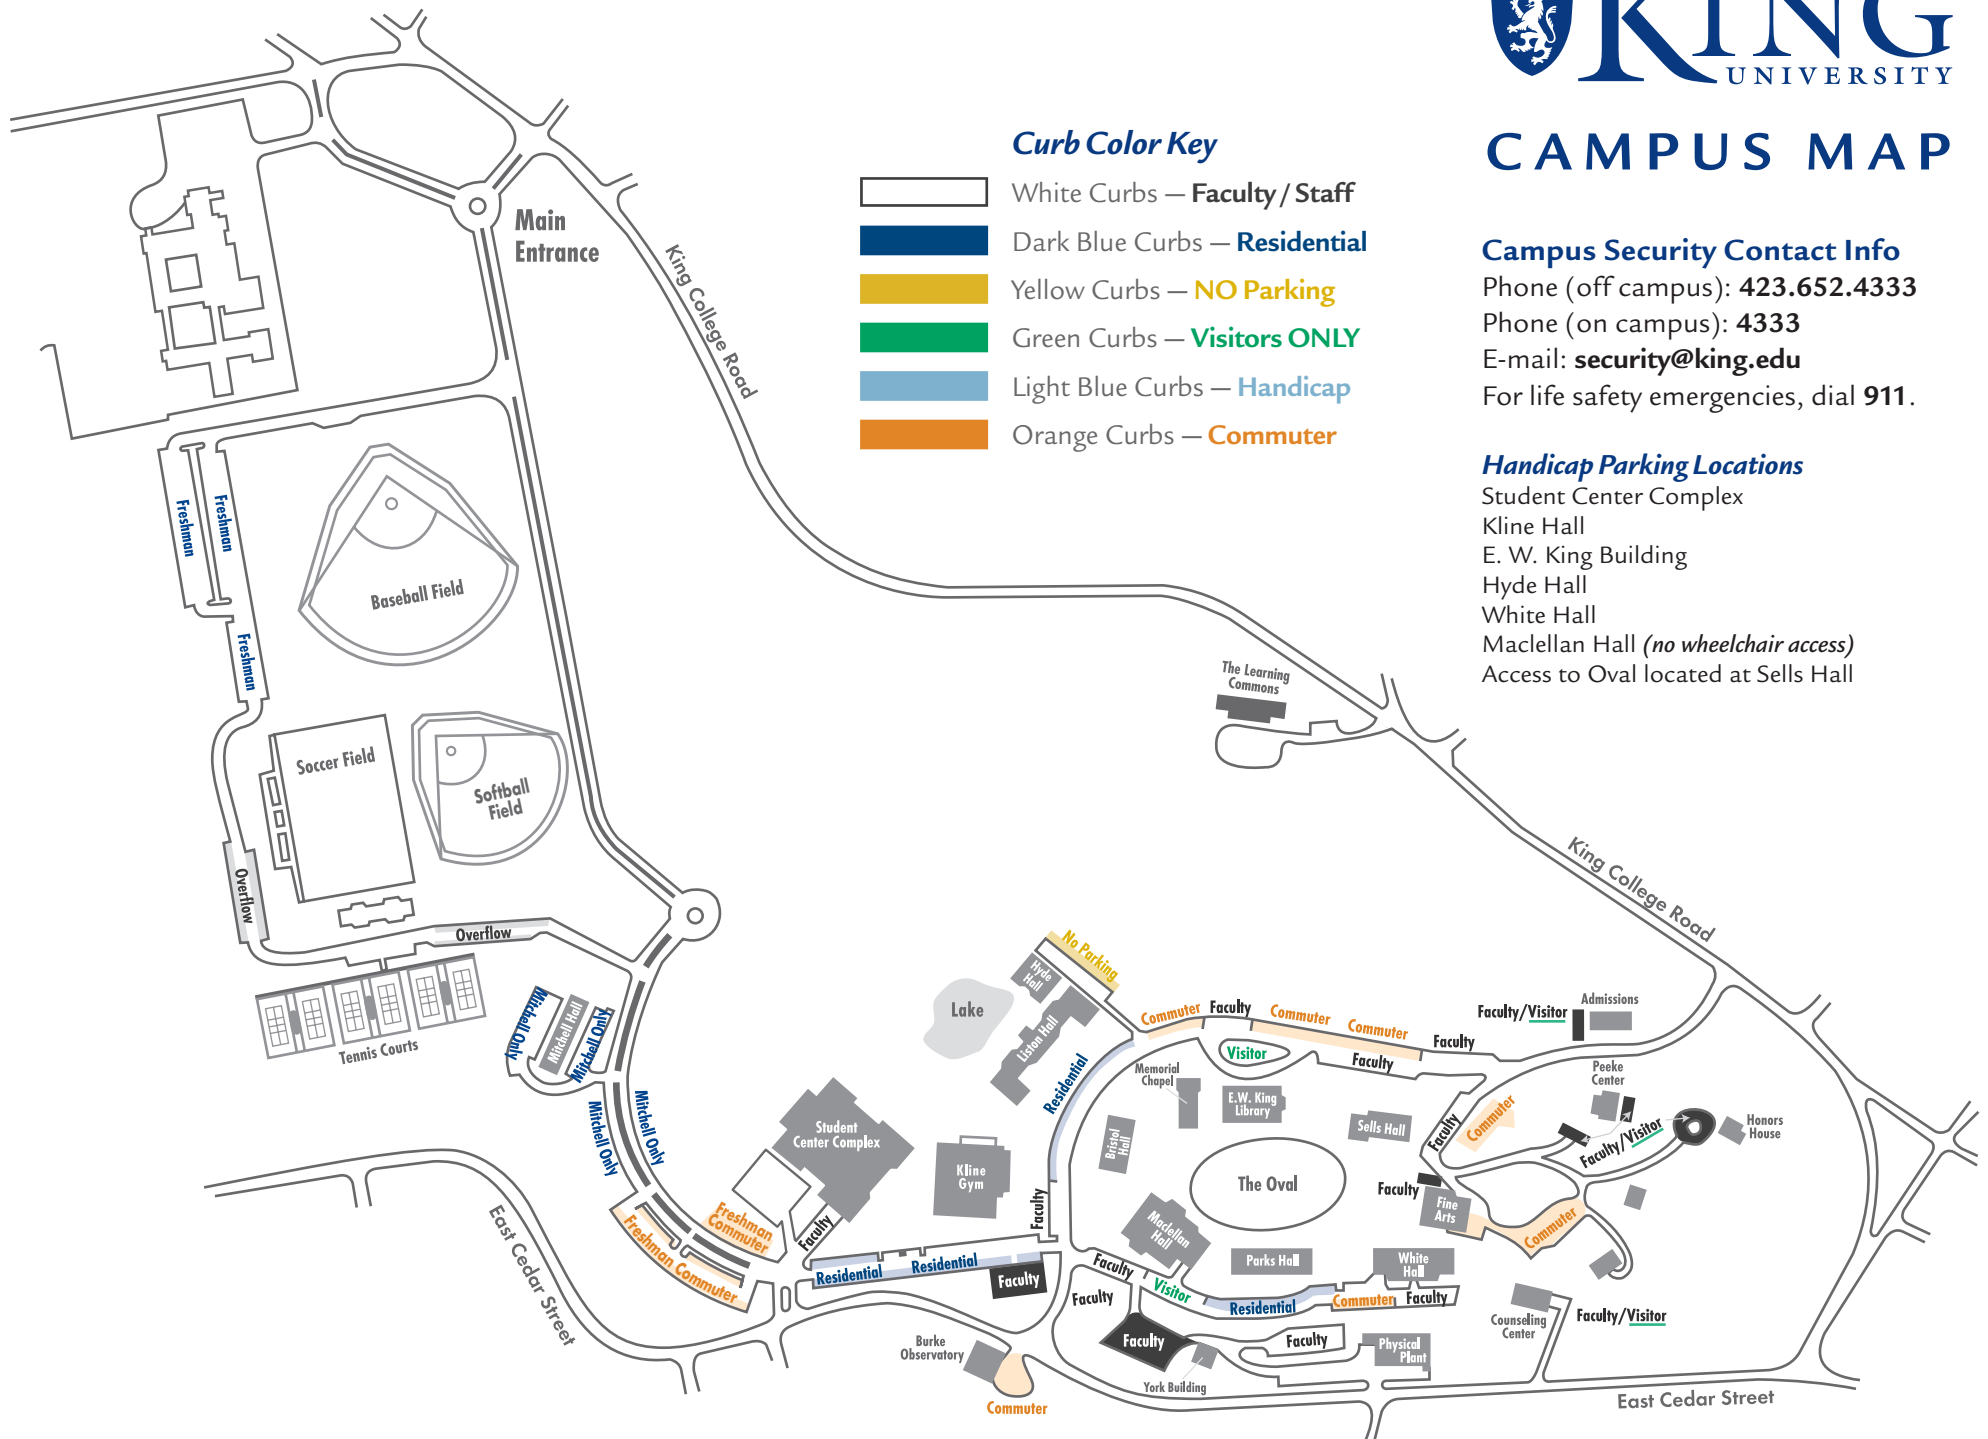 KING
UNIVERSITY
CAMPUS MAP
Curb Color Key
White Curbs — Faculty / Staff
Dark Blue Curbs — Residential
Yellow Curbs — NO Parking
Green Curbs — Visitors ONLY
Light Blue Curbs — Handicap
Orange Curbs — Commuter
Campus Security Contact Info
Phone (off campus): 423.652.4333
Phone (on campus): 4333
E-mail: security@king.edu
For life safety emergencies, dial 911.
Handicap Parking Locations
Student Center Complex
Kline Hall
E. W. King Building
Hyde Hall
White Hall
Maclellan Hall (no wheelchair access)
Access to Oval located at Sells Hall
Main
Entrance
King College Road
Freshman
Freshman
Freshman
Baseball Field
Soccer Field
Softball
Field
Overflow
Overflow
Tennis Courts
Mitchell Only
Mitchell Hall
Mitchell Only
Mitchell Only
Mitchell Only
The Learning
Commons
King College Road
Lake
No Parking
Hyde
Hall
Liston Hall
Residential
Commuter
Faculty
Commuter
Commuter
Faculty
Faculty
Visitor
Faculty/Visitor
Admissions
Peeke
Center
Honors
House
Faculty/Visitor
Memorial
Chapel
E.W. King
Library
Sells Hall
Faculty
Commuter
Bristol
Hall
The Oval
Faculty
Fine
Arts
Commuter
Student
Center Complex
Kline
Gym
Faculty
Freshman
Commuter
Faculty
Freshman Commuter
Residential
Residential
Faculty
Maclellan
Hall
Parks Hall
White
Hall
Faculty
Visitor
Residential
Commuter
Faculty
Faculty
Faculty
Faculty
Physical
Plant
York Building
Counseling
Center
Faculty/Visitor
Burke
Observatory
Commuter
East Cedar Street
East Cedar Street